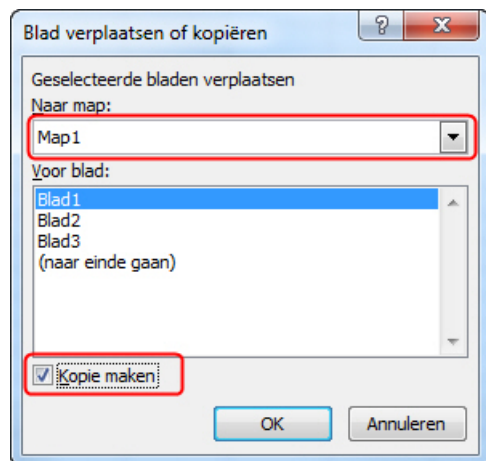 Blad verplaatsen of kopiëren
Geselecteerde bladen verplaatsen
Naar map:
Map1
Voor blad:
Blad1
Blad2
Blad3
(naar einde gaan)
Kopie maken
OK Annuleren